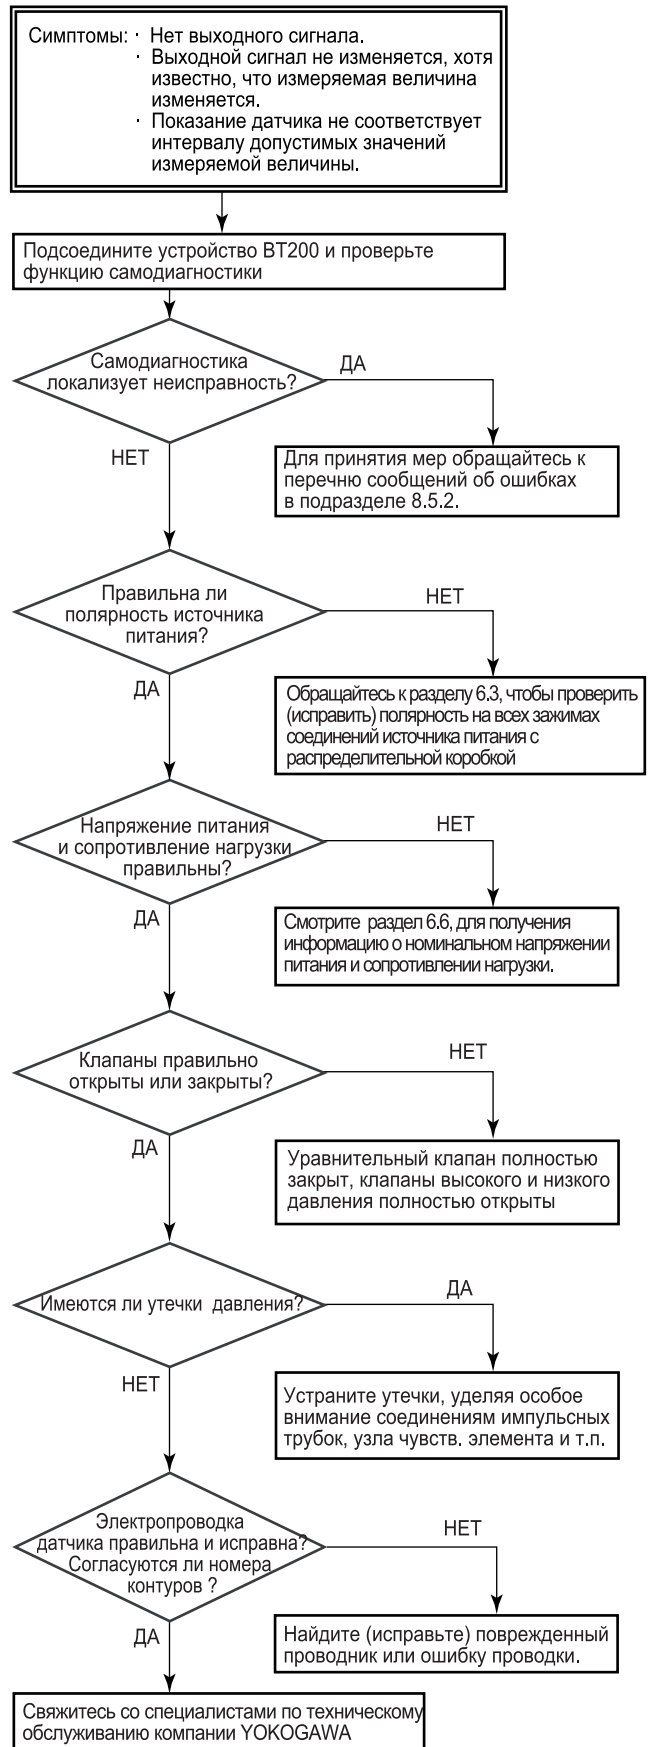 Симптомы: · Нет выходного сигнала.
· Выходной сигнал не изменяется, хотя
известно, что измеряемая величина
изменяется.
· Показание датчика не соответствует
интервалу допустимых значений
измеряемой величины.
Подсоедините устройство BT200 и проверьте
функцию самодиагностики
Самодиагностика
локализует неисправность?
ДА
НЕТ
Для принятия мер обращайтесь к
перечню сообщений об ошибках
в подразделе 8.5.2.
Правильна ли
полярность источника
питания?
НЕТ
ДА
Обращайтесь к разделу 6.3, чтобы проверить
(исправить) полярность на всех зажимах
соединений источника питания с
распределительной коробкой
Напряжение питания
и сопротивление нагрузки
правильны?
НЕТ
ДА
Смотрите раздел 6.6, для получения
информацию о номинальном напряжении
питания и сопротивлении нагрузки.
Клапаны правильно
открыты или закрыты?
НЕТ
ДА
Уравнительный клапан полностью
закрыт, клапаны высокого и низкого
давления полностью открыты
Имеются ли утечки давления?
ДА
НЕТ
Устраните утечки, уделяя особое
внимание соединениям импульсных
трубок, узла чувств. элемента и т.п.
Электропроводка
датчика правильна и исправна?
Согласуются ли номера
контуров ?
НЕТ
ДА
Найдите (исправьте) поврежденный
проводник или ошибку проводки.
Свяжитесь со специалистами по техническому
обслуживанию компании YOKOGAWA